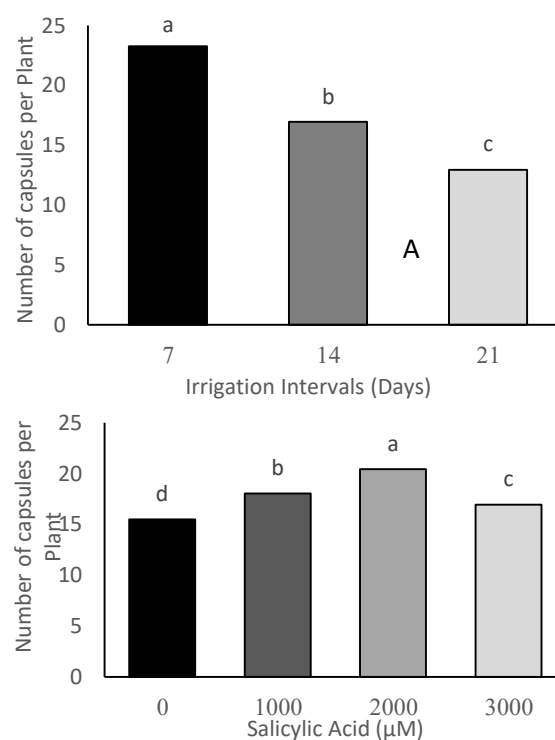 Number of capsules per Plant
25
20
15
10
5
0
a
b
c
A
7 14 21
Irrigation Intervals (Days)
Number of capsules per
Plant
25
20
15
10
5
0
d
b
a
c
0 1000 2000 3000
Salicylic Acid (µM)